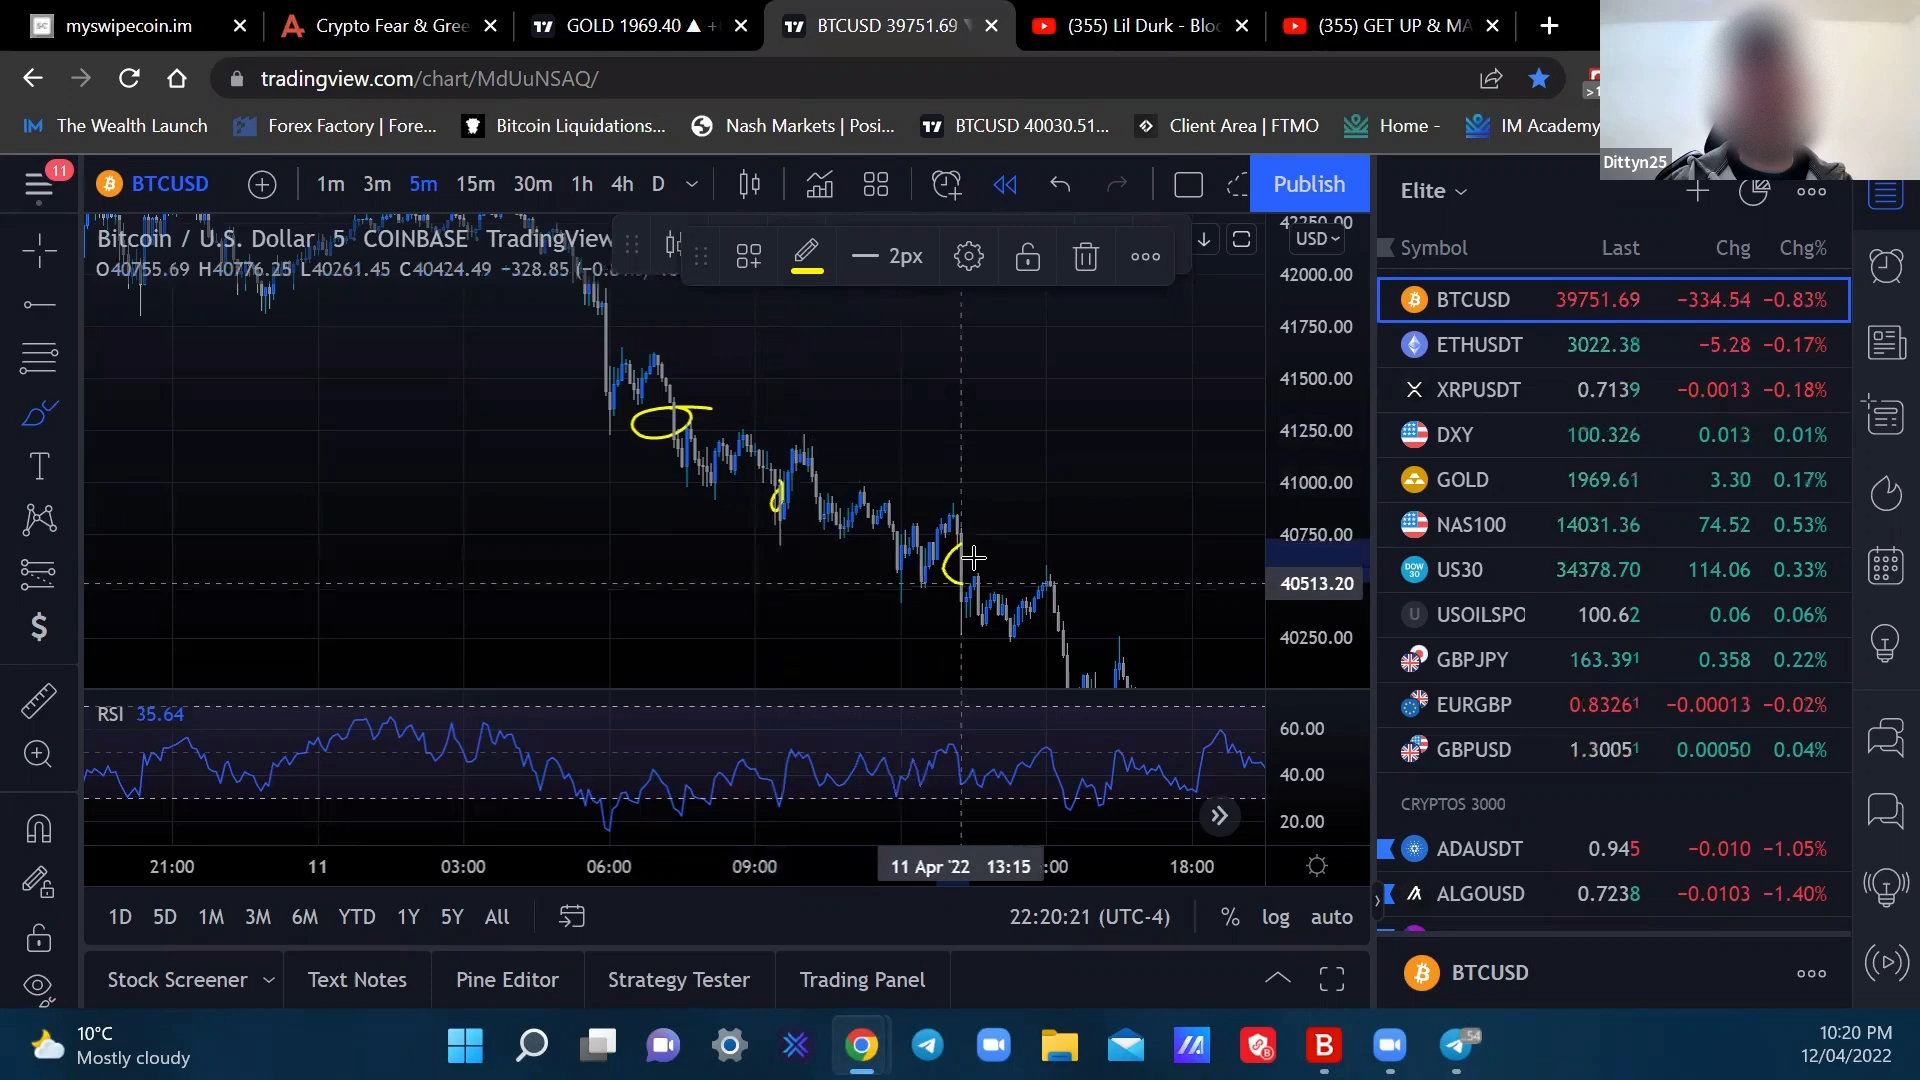 myswipecoin.im
Crypto Fear & Gree
GOLD 1969.40 ▲ +
BTCUSD 39751.69
(355) Lil Durk - Bloc
(355) GET UP & MA
tradingview.com/chart/MdUuNSAQ/
The Wealth Launch
Forex Factory | Fore...
Bitcoin Liquidations...
Nash Markets | Posi...
BTCUSD 40030.51...
Client Area | FTMO
Home -
IM Academy
Dittyn25
11
BTCUSD
1m 3m 5m 15m 30m 1h 4h D
Publish
Elite
Bitcoin / U.S. Dollar 5 COINBASE TradingView
O40755.69 H40776.25 L40261.45 C40424.49 −328.85
2px
USD
42250.00
42000.00
41750.00
41500.00
41250.00
41000.00
40750.00
40513.20
40250.00
RSI 35.64
60.00
40.00
20.00
21:00 11 03:00 06:00 09:00 11 Apr '22 13:15 :00 18:00
1D 5D 1M 3M 6M YTD 1Y 5Y All
22:20:21 (UTC-4) % log auto
Stock Screener Text Notes Pine Editor Strategy Tester Trading Panel
Symbol Last Chg Chg%
BTCUSD 39751.69 −334.54 −0.83%
ETHUSDT 3022.38 −5.28 −0.17%
XRPUSDT 0.7139 −0.0013 −0.18%
DXY 100.326 0.013 0.01%
GOLD 1969.61 3.30 0.17%
NAS100 14031.36 74.52 0.53%
US30 34378.70 114.06 0.33%
USOILSPO 100.62 0.06 0.06%
GBPJPY 163.391 0.358 0.22%
EURGBP 0.83261 −0.00013 −0.02%
GBPUSD 1.30051 0.00050 0.04%
CRYPTOS 3000
ADAUSDT 0.945 −0.010 −1.05%
ALGOUSD 0.7238 −0.0103 −1.40%
BTCUSD
10°C
Mostly cloudy
54
10:20 PM
12/04/2022